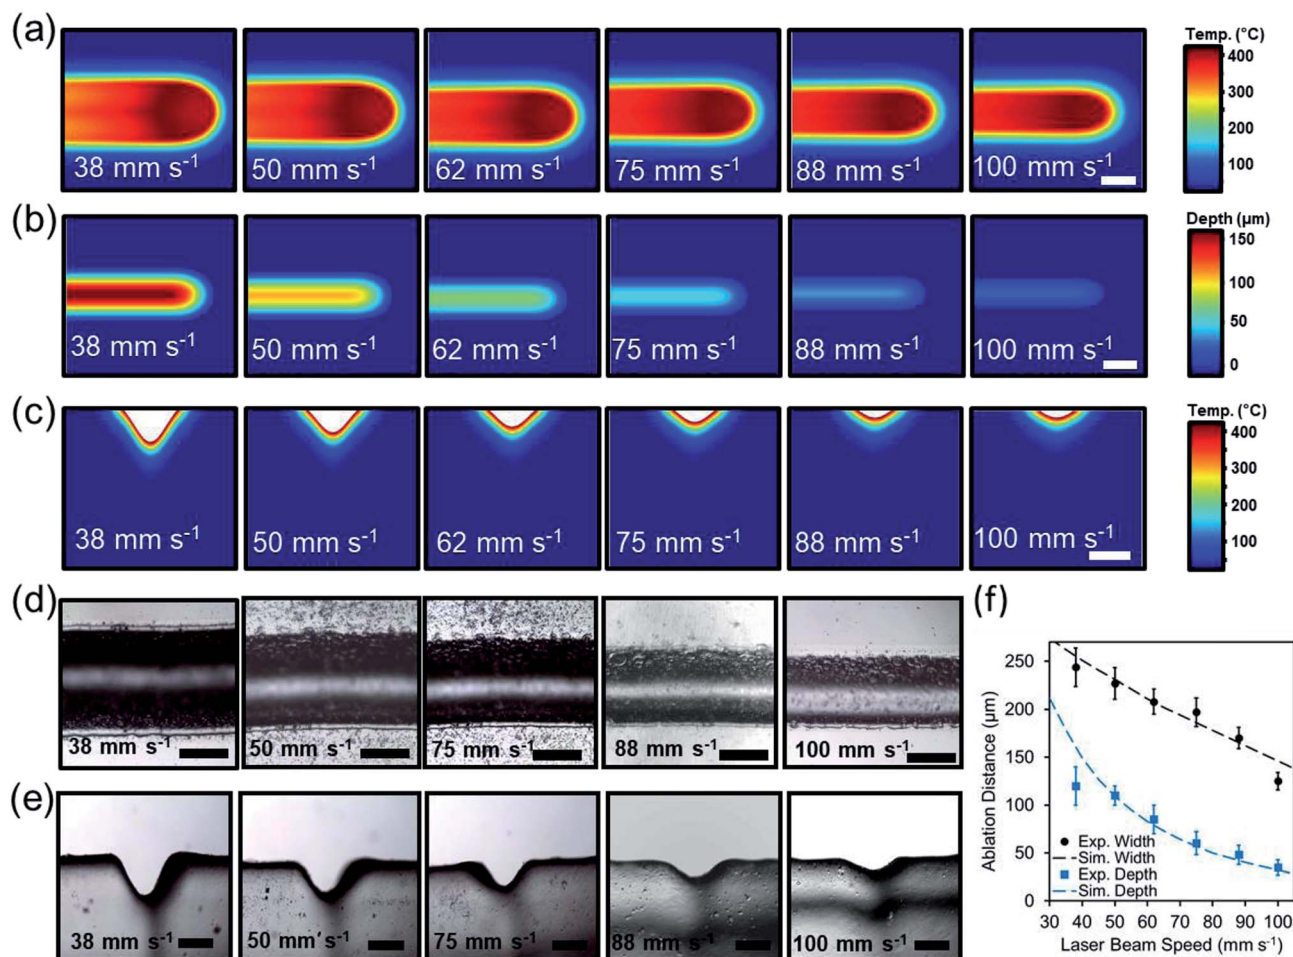 (a)
38 mm s⁻¹
50 mm s⁻¹
62 mm s⁻¹
75 mm s⁻¹
88 mm s⁻¹
100 mm s⁻¹
Temp. (°C)
400
300
200
100
(b)
38 mm s⁻¹
50 mm s⁻¹
62 mm s⁻¹
75 mm s⁻¹
88 mm s⁻¹
100 mm s⁻¹
Depth (µm)
150
100
50
0
(c)
38 mm s⁻¹
50 mm s⁻¹
62 mm s⁻¹
75 mm s⁻¹
88 mm s⁻¹
100 mm s⁻¹
Temp. (°C)
400
300
200
100
(d)
38 mm s⁻¹
50 mm s⁻¹
75 mm s⁻¹
88 mm s⁻¹
100 mm s⁻¹
(e)
38 mm s⁻¹
50 mm s⁻¹
75 mm s⁻¹
88 mm s⁻¹
100 mm s⁻¹
(f)
Ablation Distance (µm)
250
200
150
100
50
0
Exp. Width
Sim. Width
Exp. Depth
Sim. Depth
30 40 50 60 70 80 90 100
Laser Beam Speed (mm s⁻¹)